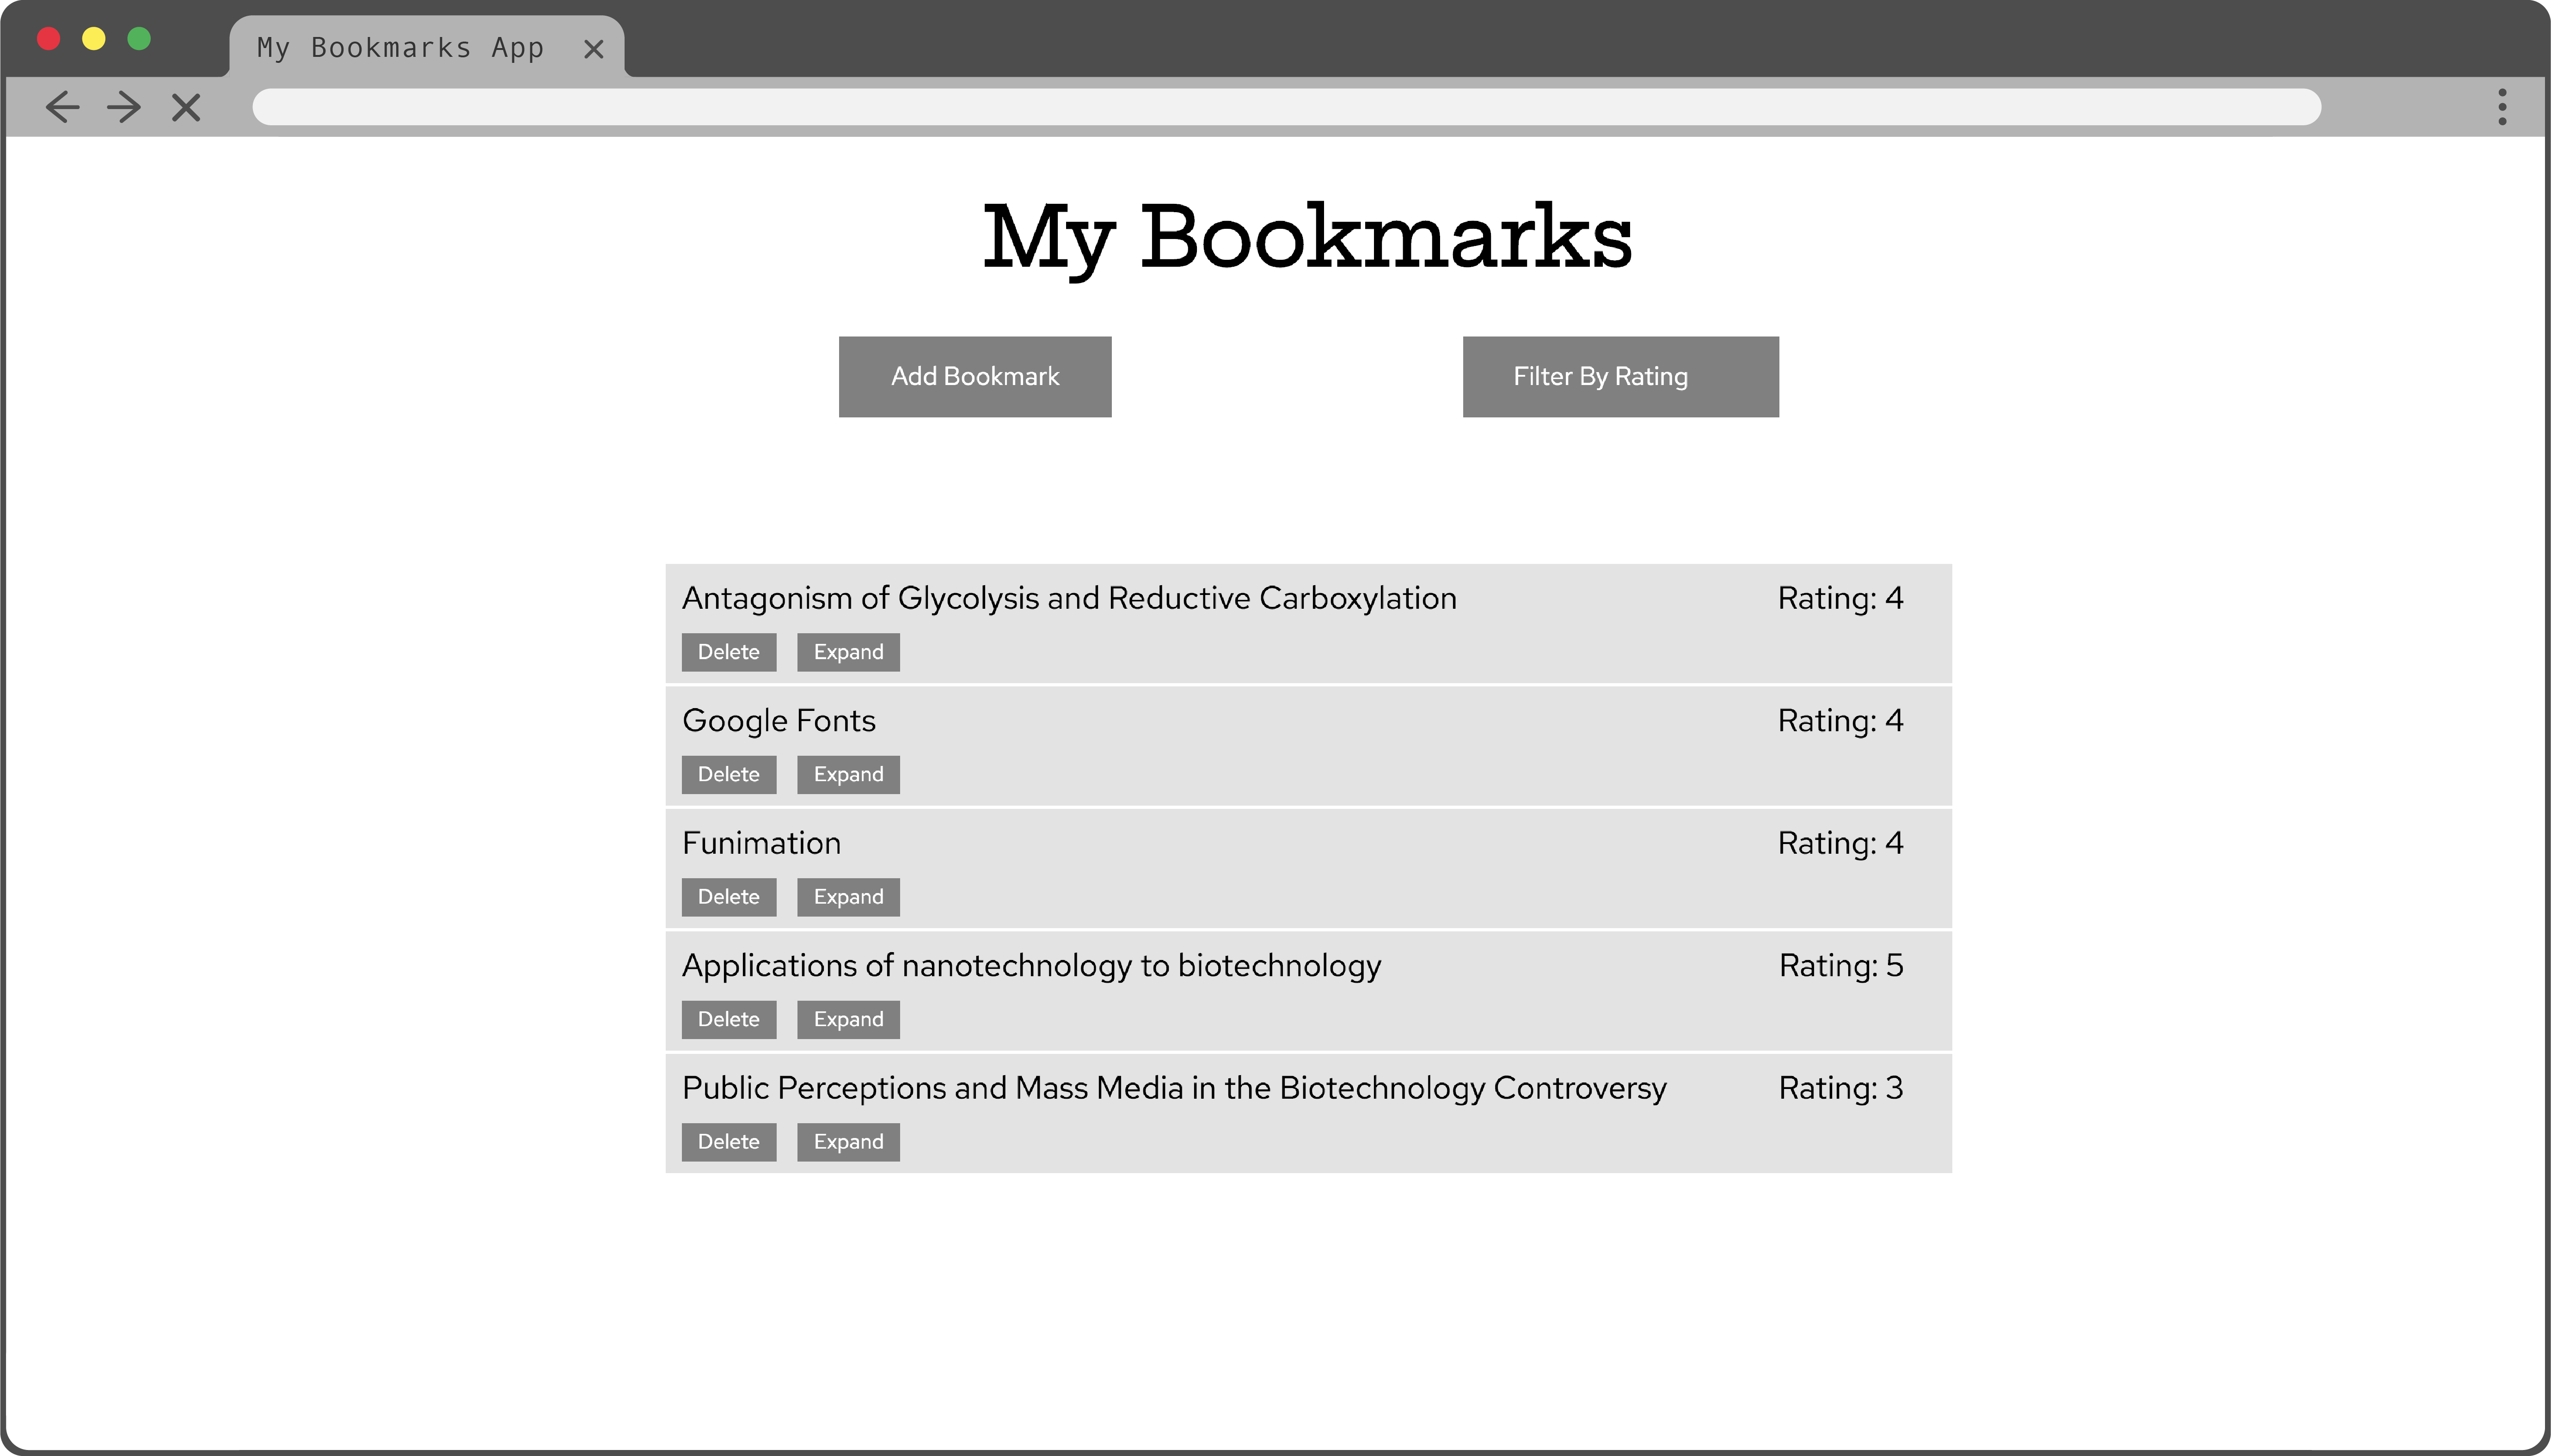 My Bookmarks App
My Bookmarks
Add Bookmark
Filter By Rating
Antagonism of Glycolysis and Reductive Carboxylation
Rating: 4
Delete
Expand
Google Fonts
Rating: 4
Delete
Expand
Funimation
Rating: 4
Delete
Expand
Applications of nanotechnology to biotechnology
Rating: 5
Delete
Expand
Public Perceptions and Mass Media in the Biotechnology Controversy
Rating: 3
Delete
Expand